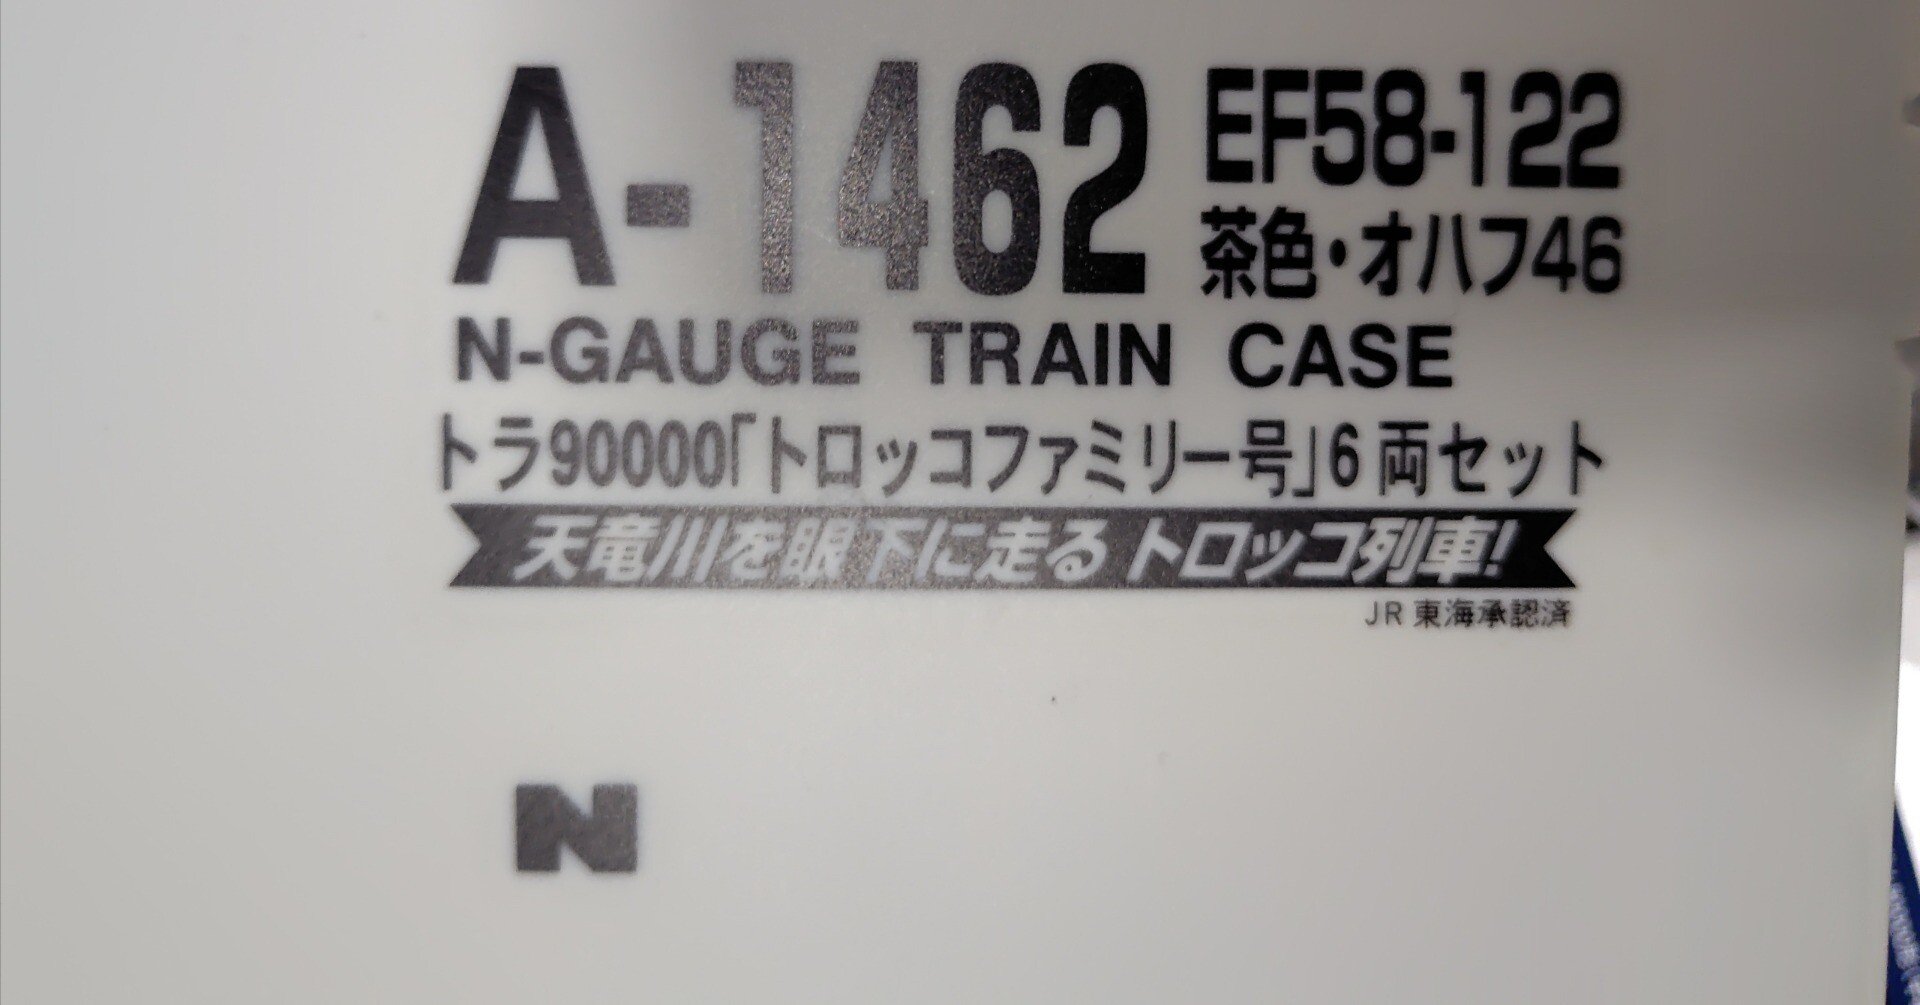 A-1462
EF58-122
茶色・オハフ46
N-GAUGE TRAIN CASE
トラ90000「トロッコファミリー号」6両セット
天竜川を眼下に走るトロッコ列車!
JR東海承認済
N